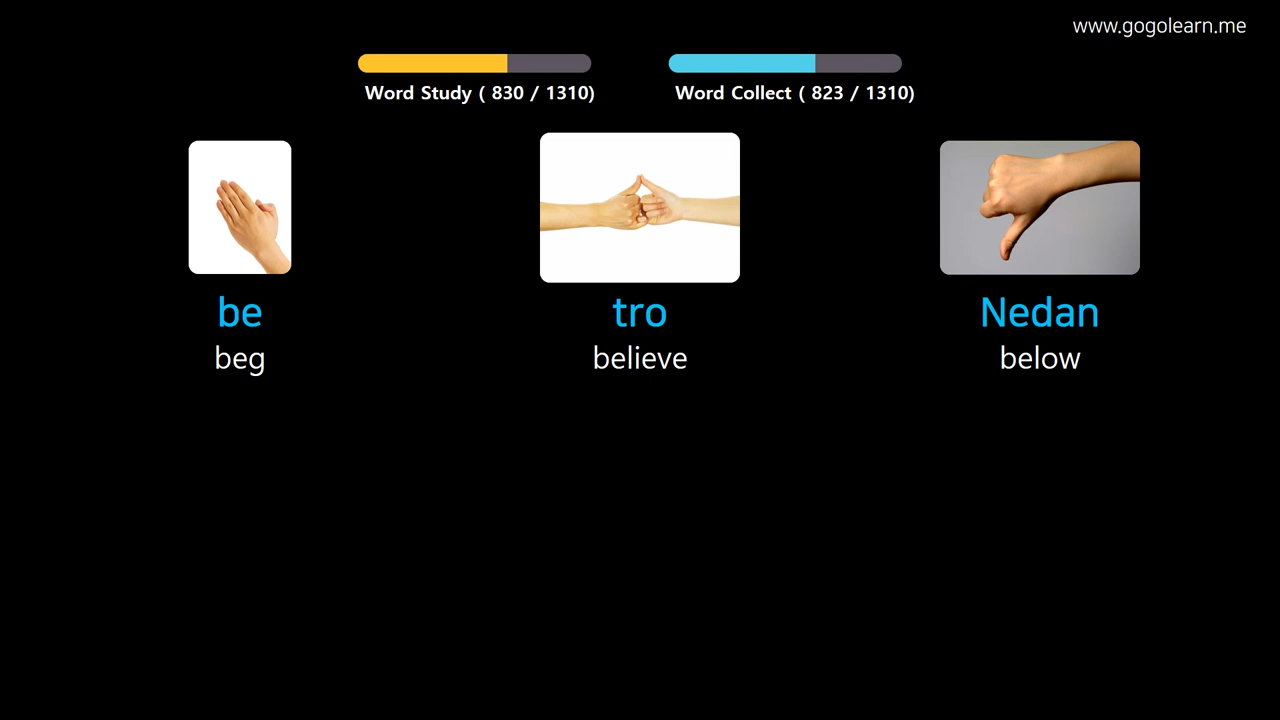 www.gogolearn.me
Word Study ( 830 / 1310)
Word Collect ( 823 / 1310)
be
beg
tro
believe
Nedan
below